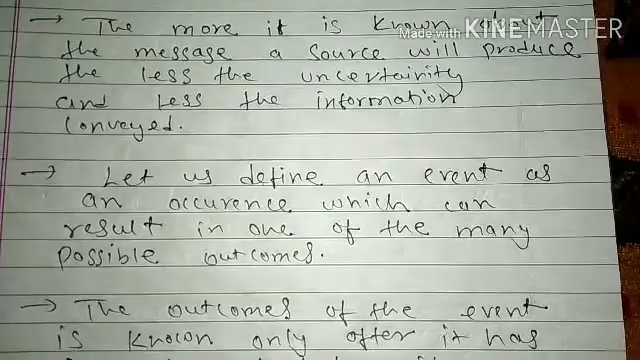 → The more it is known about
Made with KINEMASTER
the message a source will produce
the less the uncertainity
and less the information
conveyed.
→ Let us define an event as
an occurence which can
result in one of the many
possible outcomes.
→ The outcomes of the event
is known only after it has